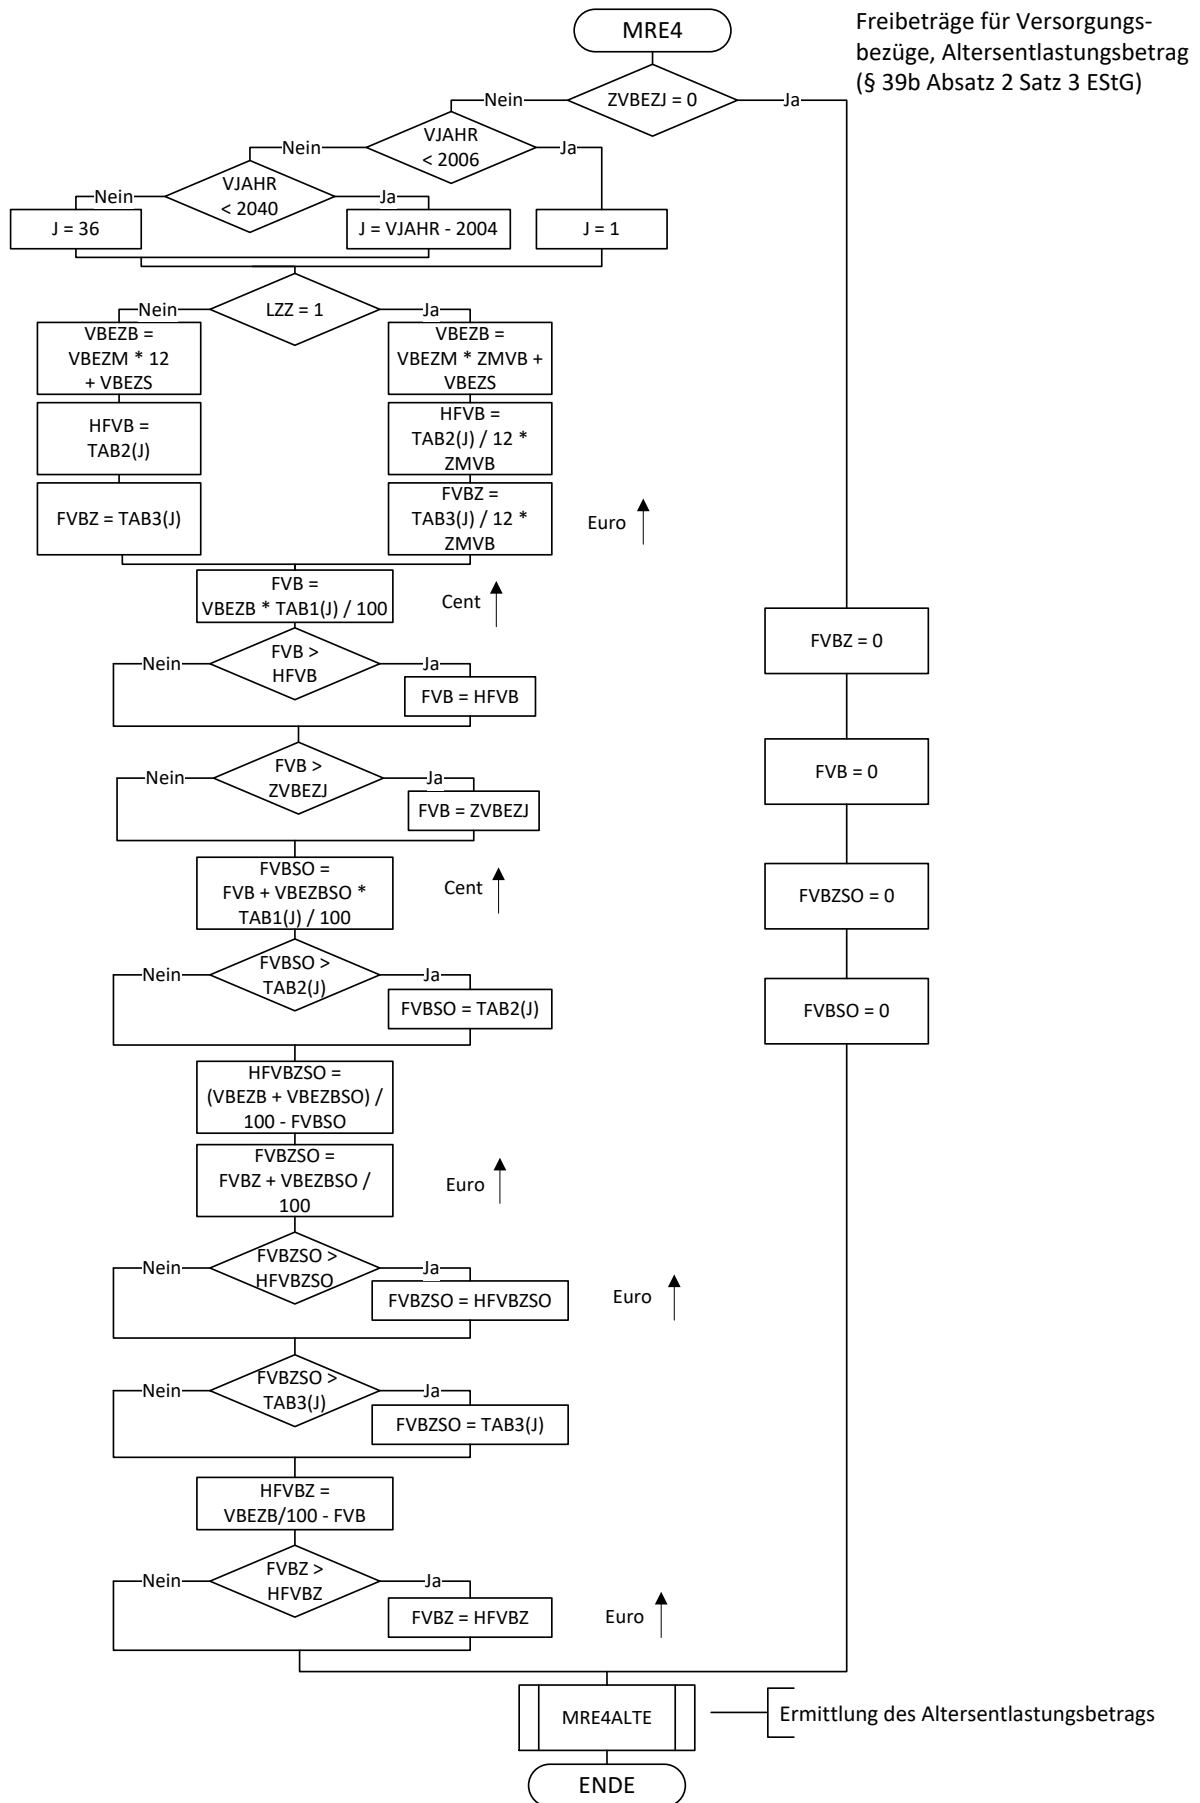 MRE4
Freibeträge für Versorgungs-
bezüge, Altersentlastungsbetrag
(§ 39b Absatz 2 Satz 3 EStG)
Nein
ZVBEZJ = 0
Ja
Nein
VJAHR
< 2006
Ja
Nein
VJAHR
< 2040
Ja
J = 36
J = VJAHR - 2004
J = 1
Nein
LZZ = 1
Ja
VBEZB =
VBEZM * 12
+ VBEZS
VBEZB =
VBEZM * ZMVB +
VBEZS
HFVB =
TAB2(J)
HFVB =
TAB2(J) / 12 *
ZMVB
FVBZ = TAB3(J)
FVBZ =
TAB3(J) / 12 *
ZMVB
Euro
FVB =
VBEZB * TAB1(J) / 100
Cent
Nein
FVB >
HFVB
Ja
FVB = HFVB
FVBZ = 0
Nein
FVB >
ZVBEZJ
Ja
FVB = ZVBEZJ
FVB = 0
FVBSO =
FVB + VBEZBSO *
TAB1(J) / 100
Cent
FVBZSO = 0
Nein
FVBSO >
TAB2(J)
Ja
FVBSO = TAB2(J)
FVBSO = 0
HFVBZSO =
(VBEZB + VBEZBSO) /
100 - FVBSO
FVBZSO =
FVBZ + VBEZBSO /
100
Euro
Nein
FVBZSO >
HFVBZSO
Ja
FVBZSO = HFVBZSO
Euro
Nein
FVBZSO >
TAB3(J)
Ja
FVBZSO = TAB3(J)
HFVBZ =
VBEZB/100 - FVB
Nein
FVBZ >
HFVBZ
Ja
FVBZ = HFVBZ
Euro
MRE4ALTE
Ermittlung des Altersentlastungsbetrags
ENDE